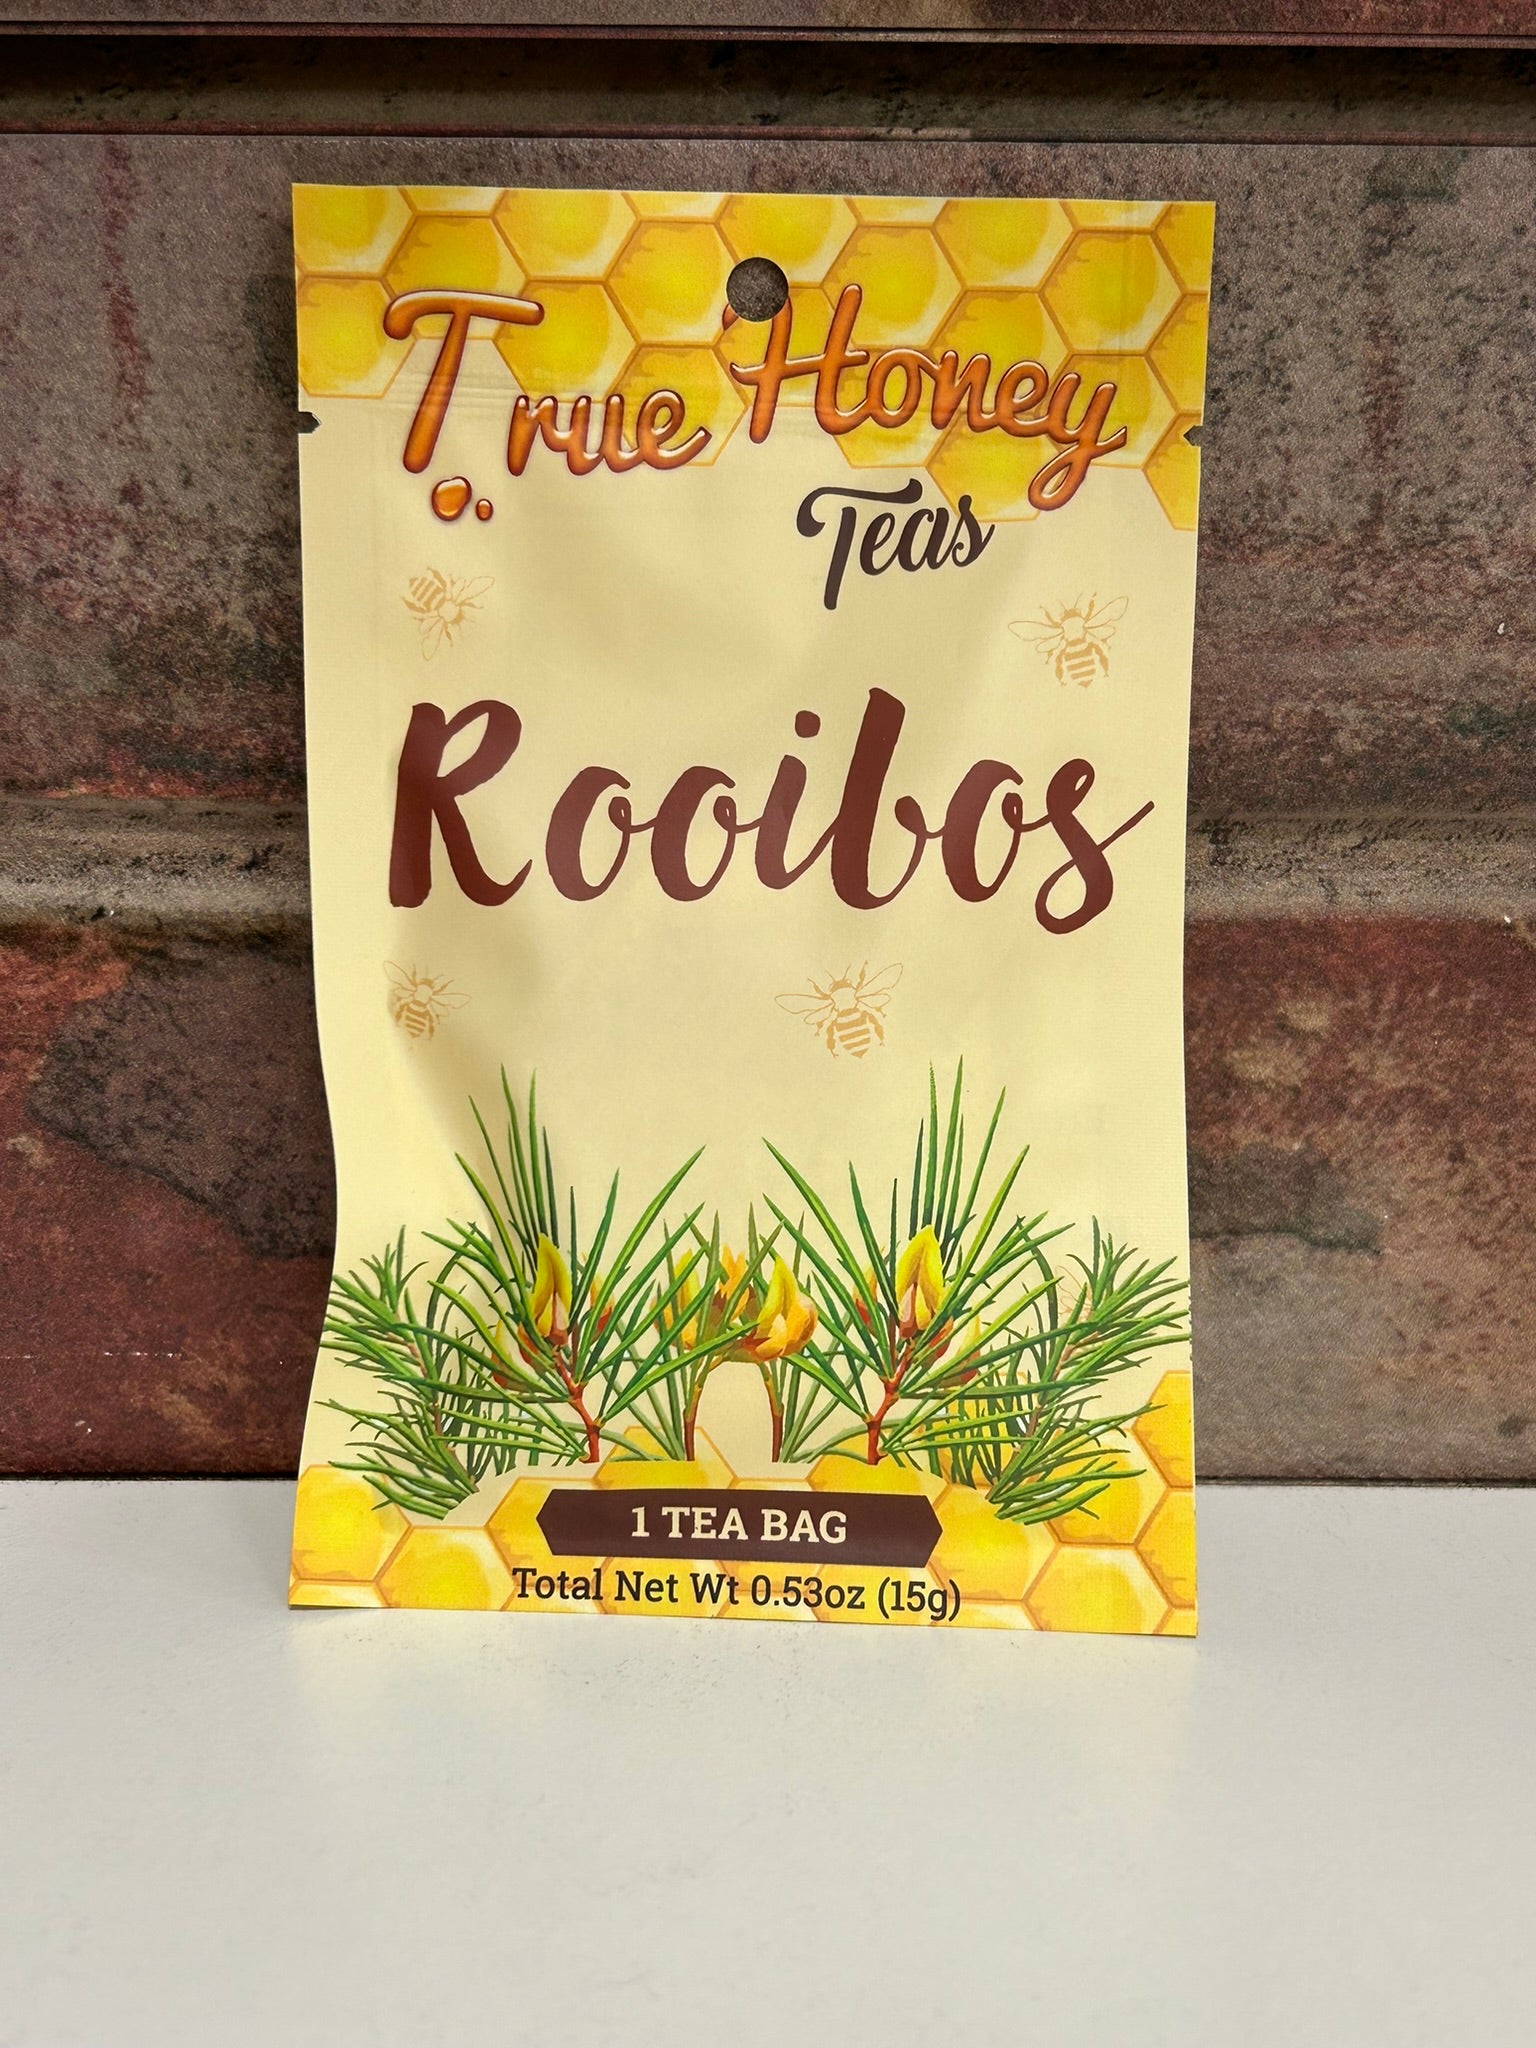 True Honey
Teas
Rooibos
1 TEA BAG
Total Net Wt 0.53oz (15g)